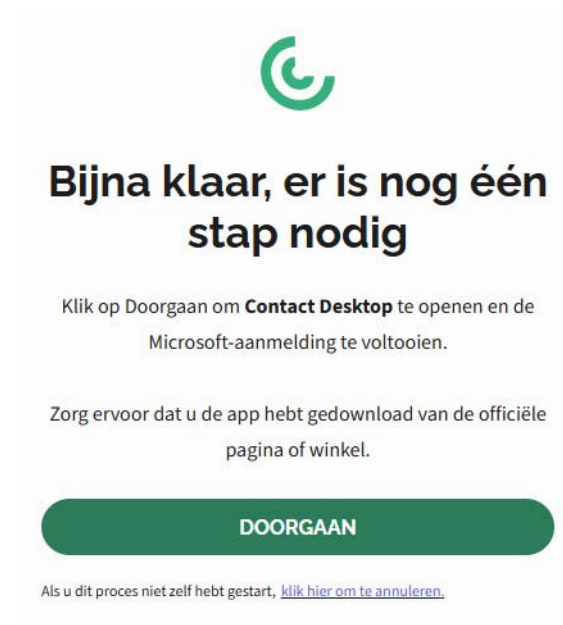 Bijna klaar, er is nog één
stap nodig
Klik op Doorgaan om Contact Desktop te openen en de
Microsoft-aanmelding te voltooien.
Zorg ervoor dat u de app hebt gedownload van de officiële
pagina of winkel.
DOORGAAN
Als u dit proces niet zelf hebt gestart, klik hier om te annuleren.